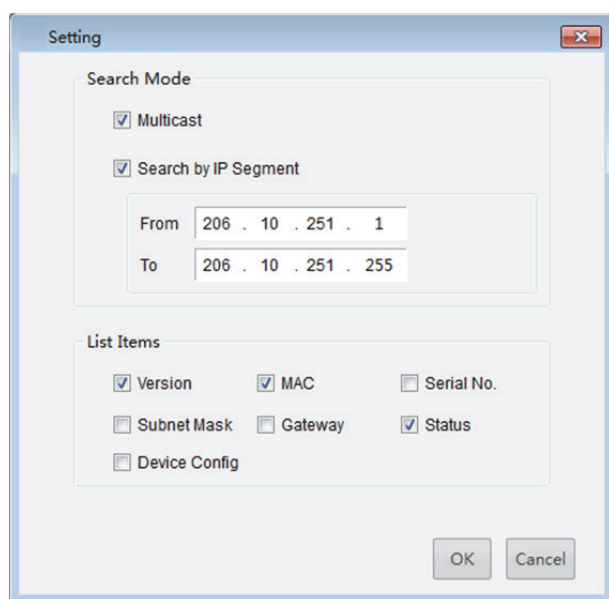 Setting
Search Mode
Multicast
Search by IP Segment
From 206 . 10 . 251 . 1
To 206 . 10 . 251 . 255
List Items
Version MAC Serial No.
Subnet Mask Gateway Status
Device Config
OK Cancel